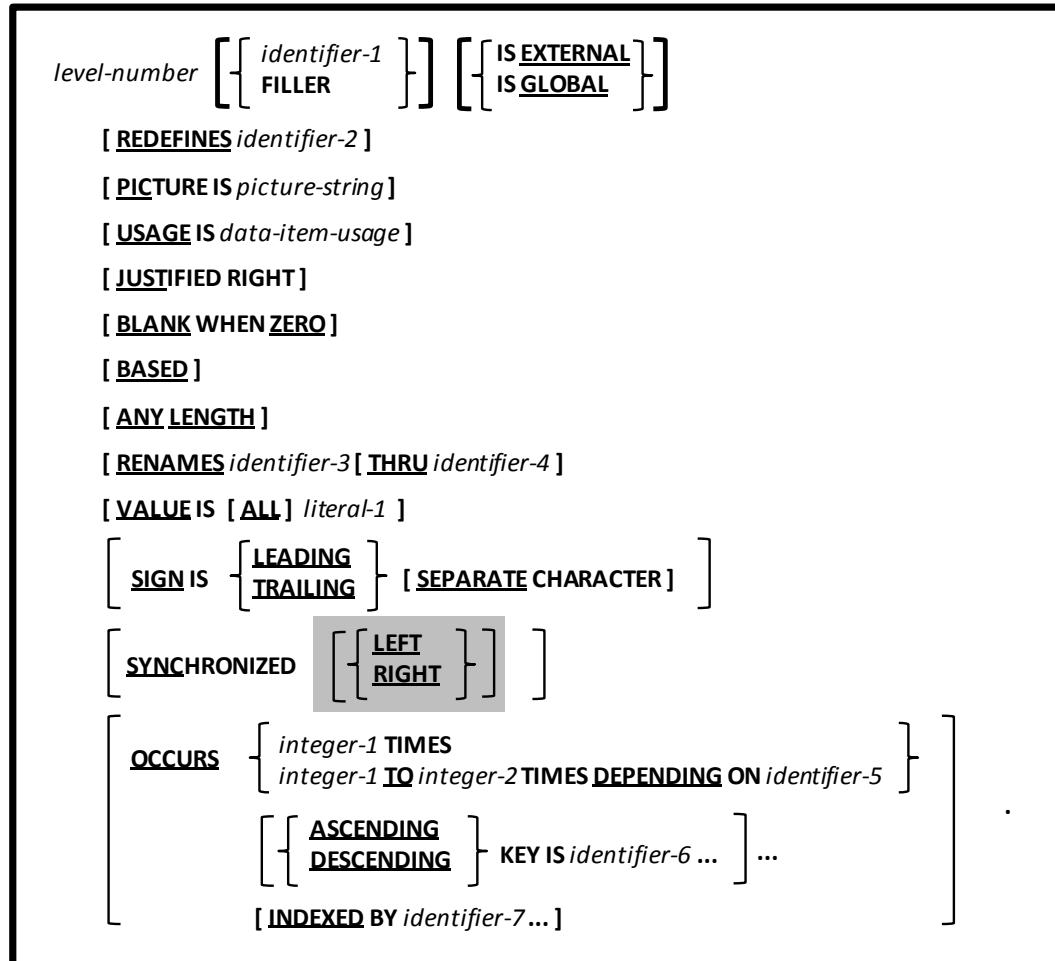 level-number [ { identifier-1 } ] [ { IS EXTERNAL } ]
FILLER IS GLOBAL
[ REDEFINES identifier-2 ]
[ PICTURE IS picture-string ]
[ USAGE IS data-item-usage ]
[ JUSTIFIED RIGHT ]
[ BLANK WHEN ZERO ]
[ BASED ]
[ ANY LENGTH ]
[ RENAMES identifier-3 [ THRU identifier-4 ]
[ VALUE IS [ ALL ] literal-1 ]
LEADING
SIGN IS [ SEPARATE CHARACTER ]
TRAILING
LEFT
SYNCHRONIZED
RIGHT
integer-1 TIMES
OCCURS
integer-1 TO integer-2 TIMES DEPENDING ON identifier-5
.
ASCENDING
DESCENDING KEY IS identifier-6 ... ...
[ INDEXED BY identifier-7 ... ]